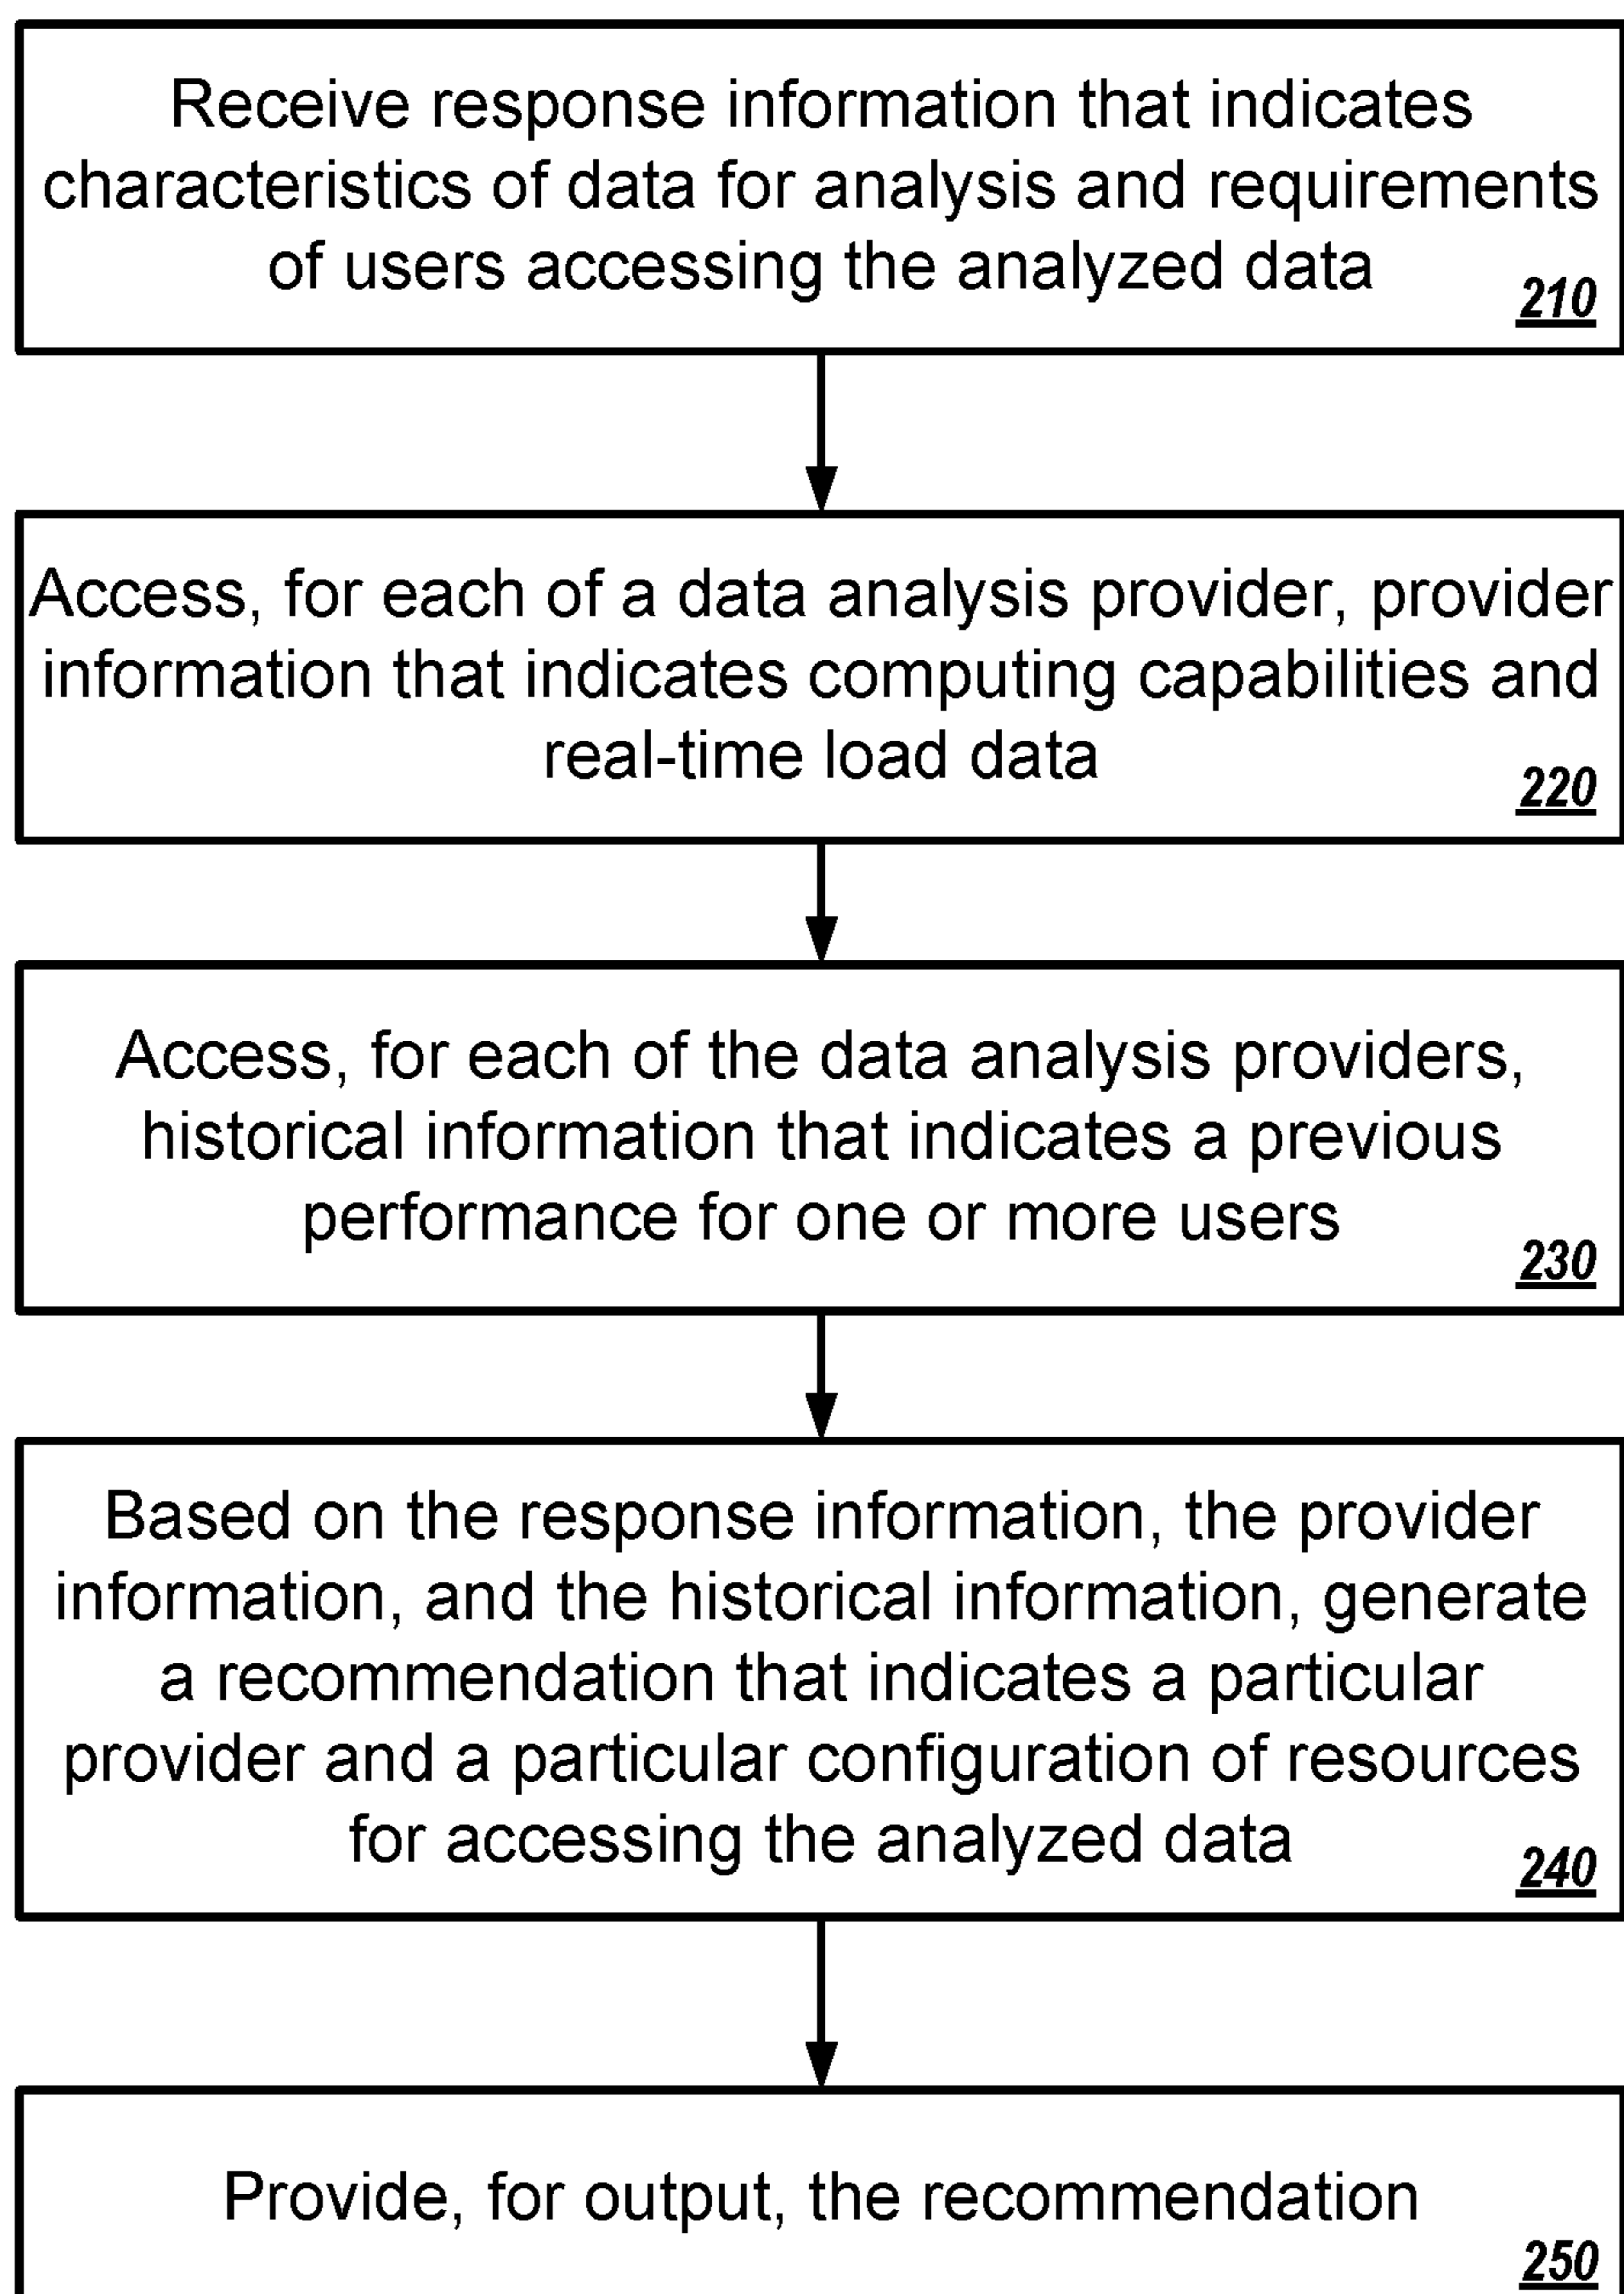 Receive response information that indicates
characteristics of data for analysis and requirements
of users accessing the analyzed data
210
Access, for each of a data analysis provider, provider
information that indicates computing capabilities and
real-time load data
220
Access, for each of the data analysis providers,
historical information that indicates a previous
performance for one or more users
230
Based on the response information, the provider
information, and the historical information, generate
a recommendation that indicates a particular
provider and a particular configuration of resources
for accessing the analyzed data
240
Provide, for output, the recommendation
250